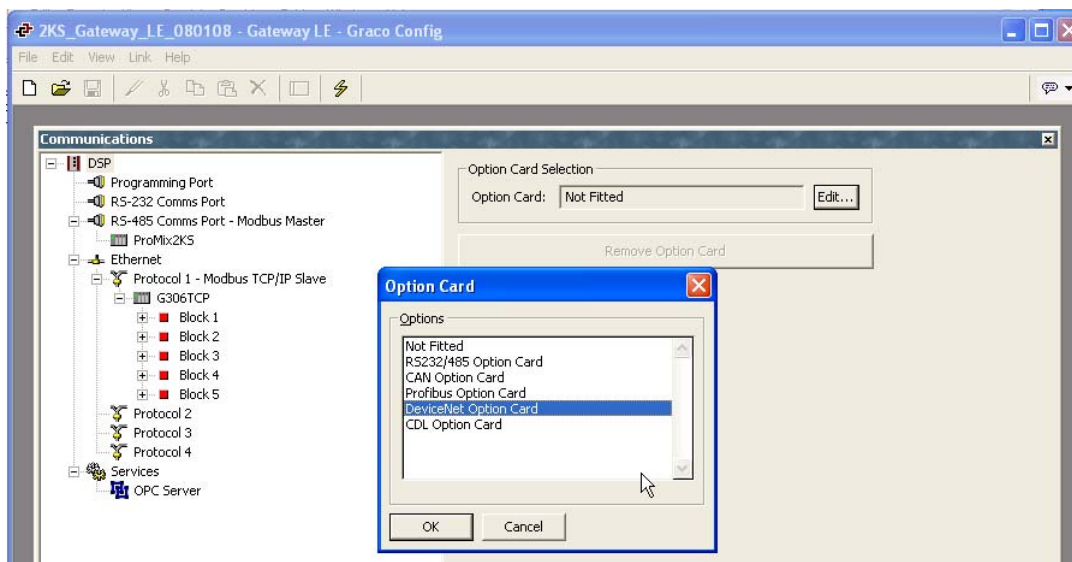 2KS_Gateway_LE_080108 - Gateway LE - Graco Config
File Edit View Link Help
Communications
DSP
Programming Port
RS-232 Comms Port
RS-485 Comms Port - Modbus Master
ProMix2KS
Ethernet
Protocol 1 - Modbus TCP/IP Slave
G306TCP
Block 1
Block 2
Block 3
Block 4
Block 5
Protocol 2
Protocol 3
Protocol 4
Services
OPC Server
Option Card Selection
Option Card: Not Fitted Edit...
Remove Option Card
Option Card
Options
Not Fitted
RS232/485 Option Card
CAN Option Card
Profibus Option Card
DeviceNet Option Card
CDL Option Card
OK Cancel